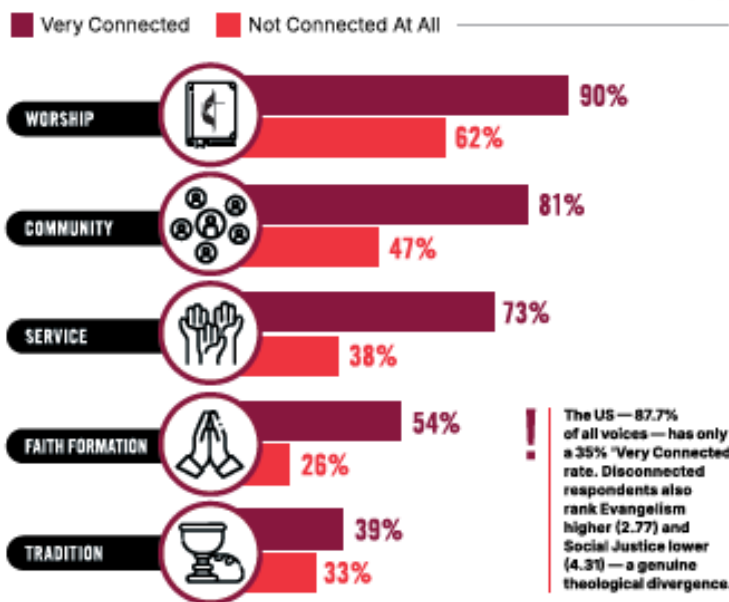 Very Connected Not Connected At All
WORSHIP
90%
62%
COMMUNITY
81%
47%
SERVICE
73%
38%
FAITH FORMATION
54%
26%
TRADITION
39%
33%
!
The US — 87.7%
of all voices — has only
a 35% "Very Connected
rate. Disconnected
respondents also
rank Evangelism
higher (2.77) and
Social Justice lower
(4.31) — a genuine
theological divergence.